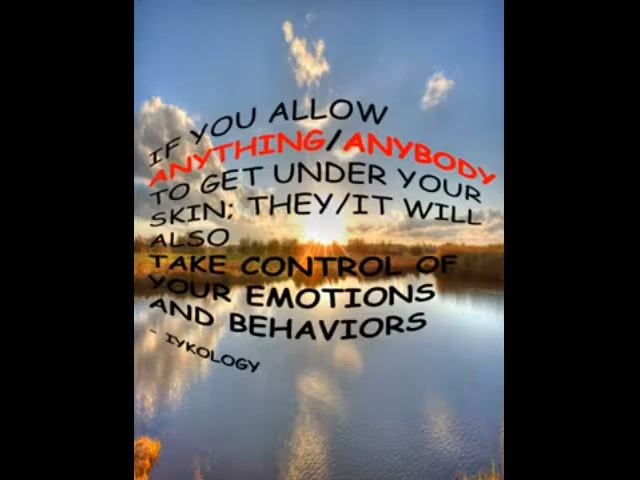 IF YOU ALLOW
ANYTHING/ANYBODY
TO GET UNDER YOUR
SKIN; THEY/IT WILL
ALSO
TAKE CONTROL OF
YOUR EMOTIONS
AND BEHAVIORS
- IYKOLOGY